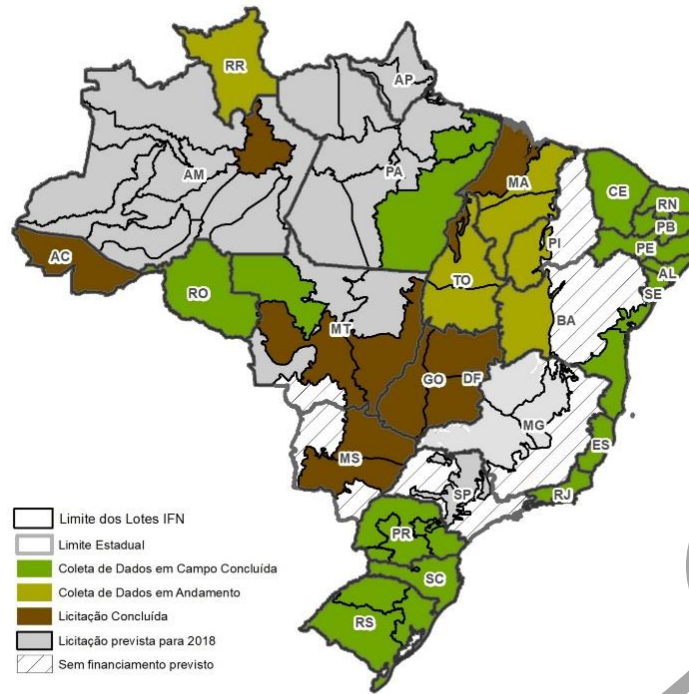 RR
AP
AM
PA
MA
CE
RN
PB
PE
PI
AL
SE
AC
RO
TO
BA
MT
GO
DF
MG
ES
MS
SP
RJ
PR
SC
RS
Limite dos Lotes IFN
Limite Estadual
Coleta de Dados em Campo Concluída
Coleta de Dados em Andamento
Licitação Concluída
Licitação prevista para 2018
Sem financiamento previsto